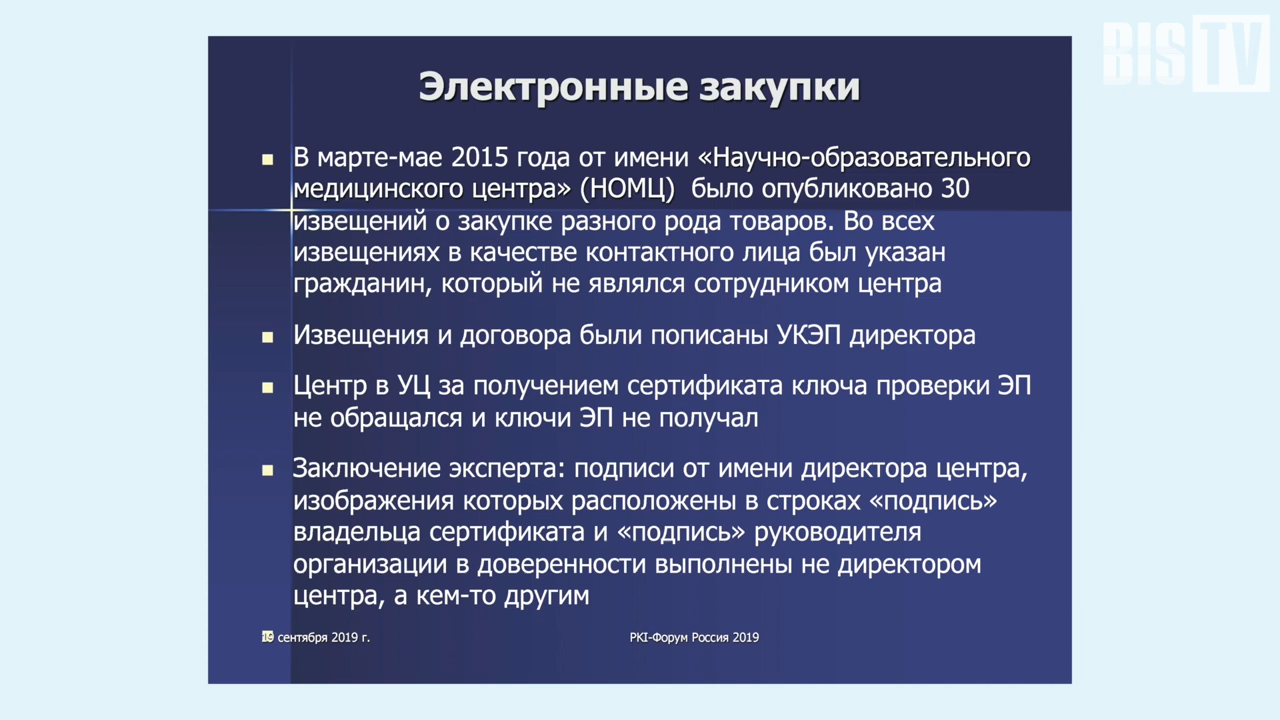 BIS TV
Электронные закупки
В марте-мае 2015 года от имени «Научно-образовательного
медицинского центра» (НОМЦ) было опубликовано 30
извещений о закупке разного рода товаров. Во всех
извещениях в качестве контактного лица был указан
гражданин, который не являлся сотрудником центра
Извещения и договора были пописаны УКЭП директора
Центр в УЦ за получением сертификата ключа проверки ЭП
не обращался и ключи ЭП не получал
Заключение эксперта: подписи от имени директора центра,
изображения которых расположены в строках «подпись»
владельца сертификата и «подпись» руководителя
организации в доверенности выполнены не директором
центра, а кем-то другим
сентября 2019 г.
PKI-Форум Россия 2019